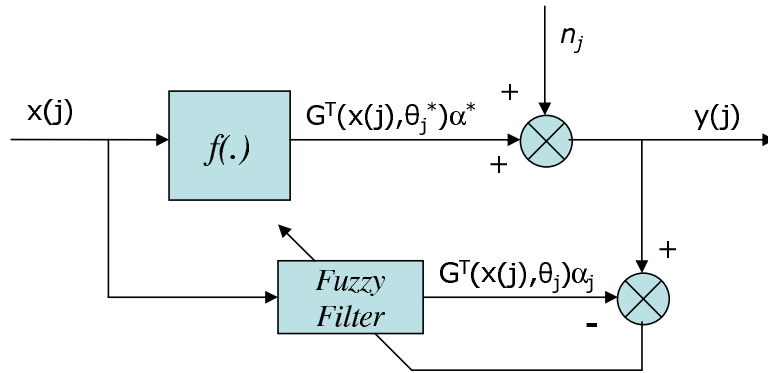 n_j
+
x(j)
f(.)
G^T(x(j),θ_j^*)α^*
+
y(j)
+
Fuzzy
Filter
G^T(x(j),θ_j)α_j
-